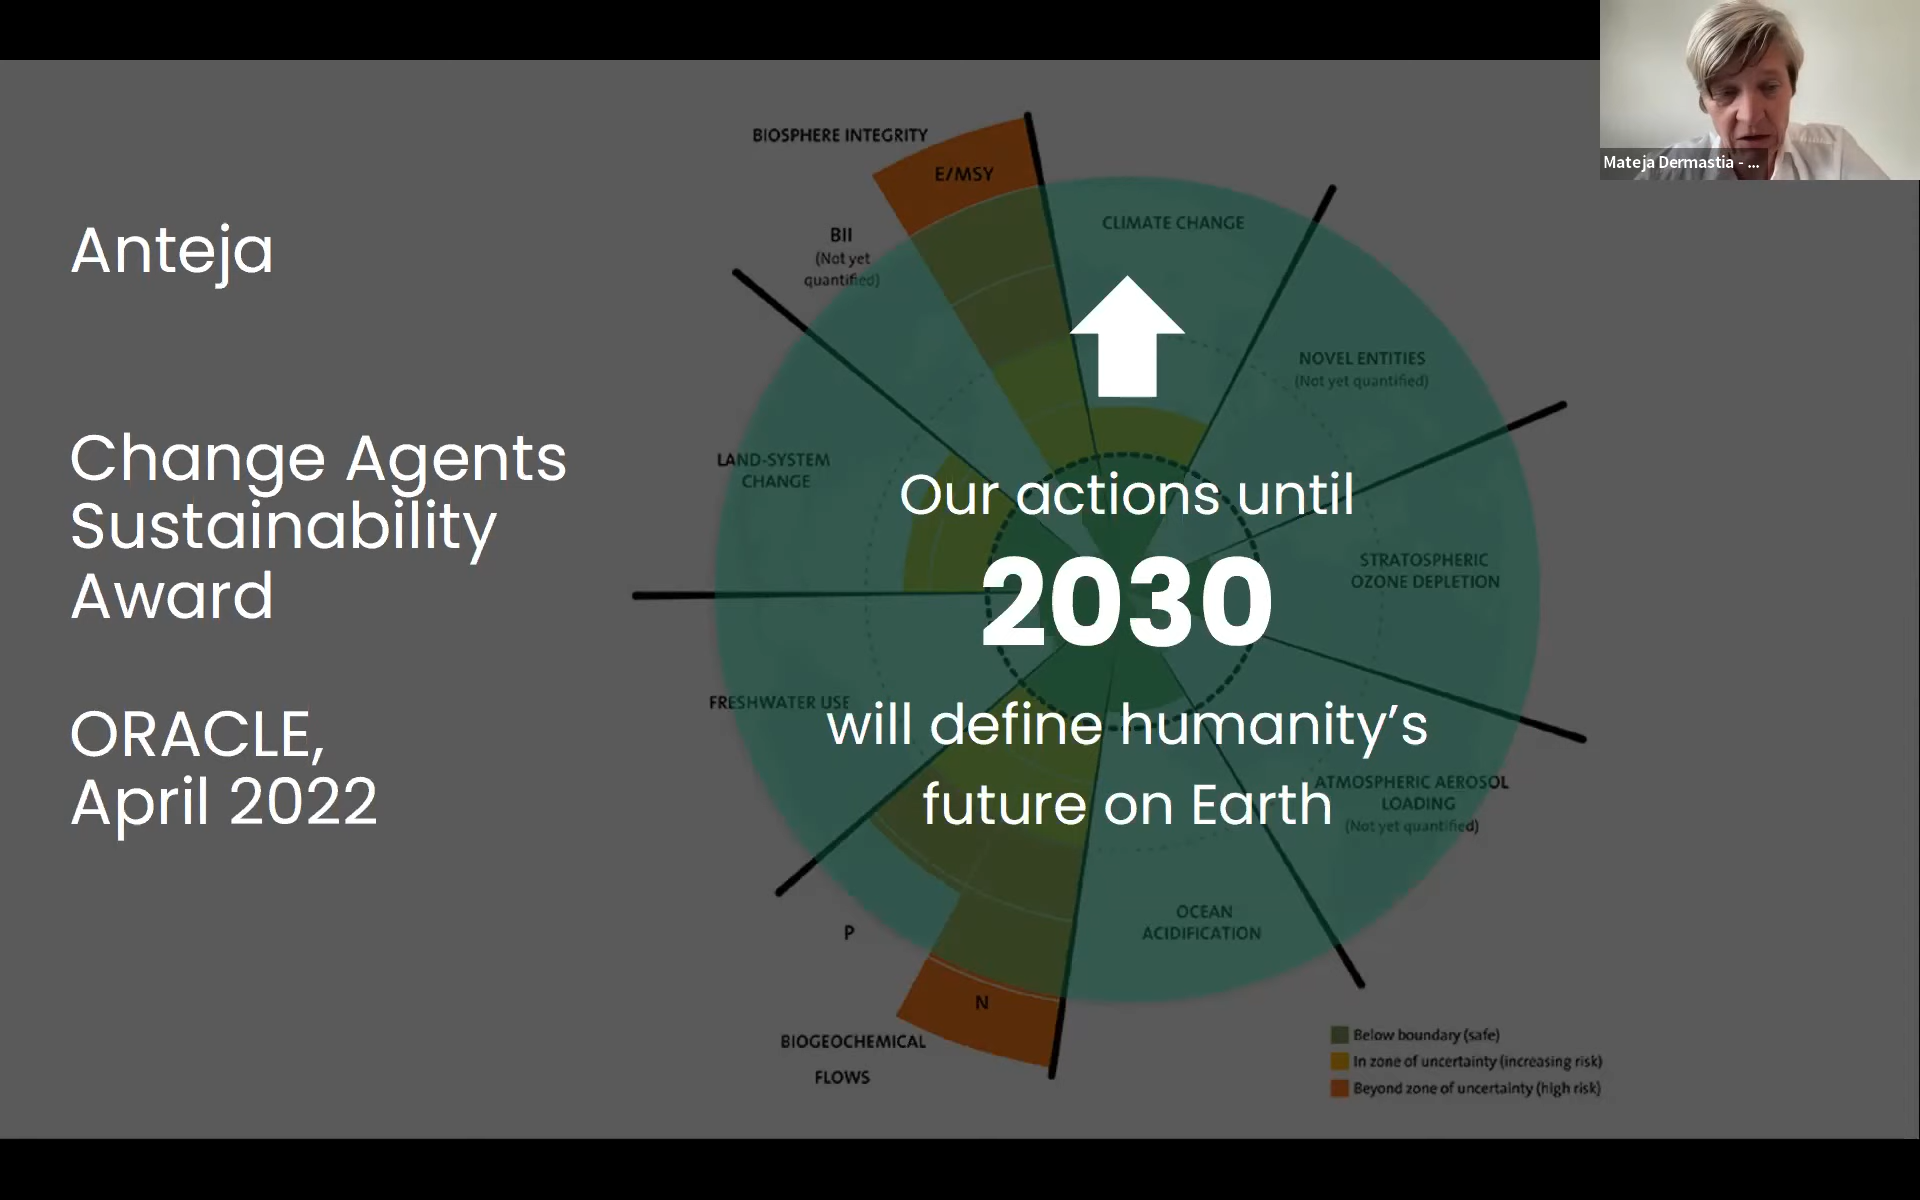 Mateja Dermastia - ...
Anteja
Change Agents
Sustainability
Award
ORACLE,
April 2022
BIOSPHERE INTEGRITY
E/MSY
BII
(Not yet
quantified)
CLIMATE CHANGE
NOVEL ENTITIES
(Not yet quantified)
LAND-SYSTEM
CHANGE
STRATOSPHERIC
OZONE DEPLETION
Our actions until
2030
will define humanity’s
future on Earth
FRESHWATER USE
ATMOSPHERIC AEROSOL
LOADING
(Not yet quantified)
P
OCEAN
ACIDIFICATION
N
BIOGEOCHEMICAL
FLOWS
Below boundary (safe)
In zone of uncertainty (increasing risk)
Beyond zone of uncertainty (high risk)